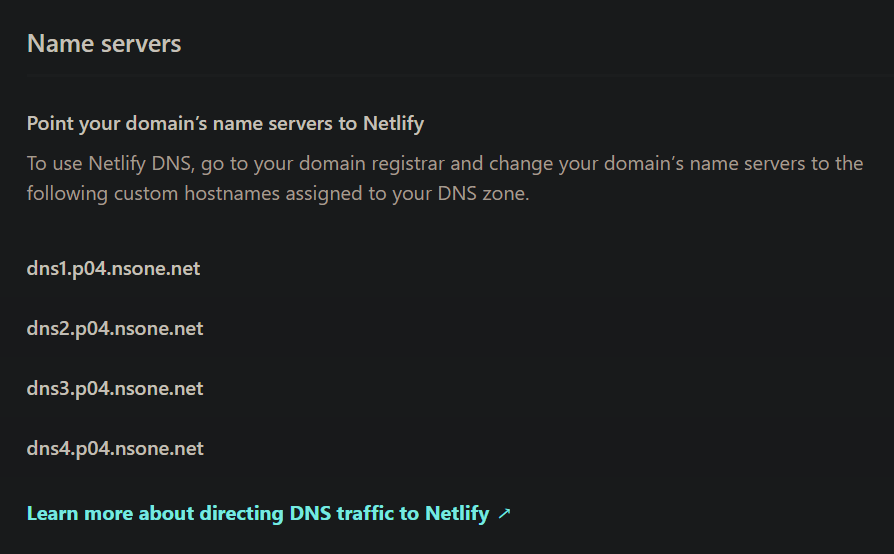 Name servers
Point your domain’s name servers to Netlify
To use Netlify DNS, go to your domain registrar and change your domain’s name servers to the
following custom hostnames assigned to your DNS zone.
dns1.p04.nsone.net
dns2.p04.nsone.net
dns3.p04.nsone.net
dns4.p04.nsone.net
Learn more about directing DNS traffic to Netlify ↗